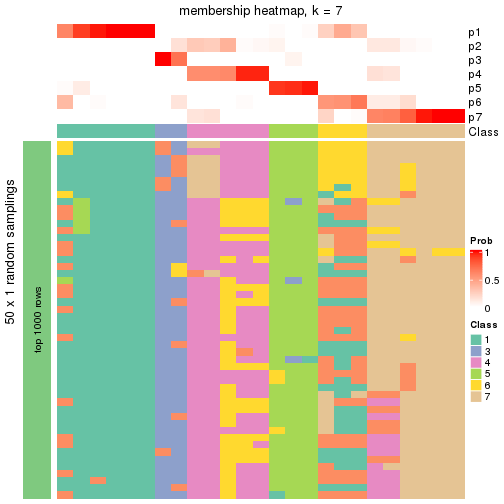 membership heatmap, k = 7
p1
p2
p3
p4
p5
p6
p7
Class
50 x 1 random samplings
top 1000 rows
Prob
1
0.5
0
Class
1
3
4
5
6
7